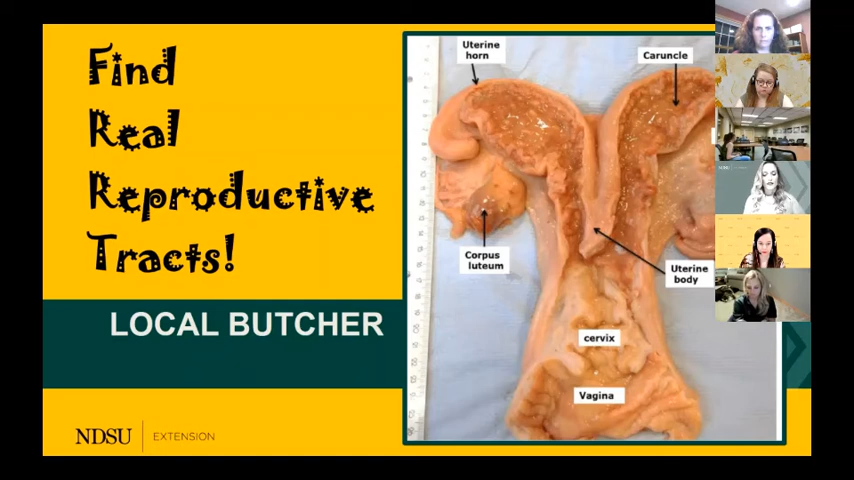 Find
Real
Reproductive
Tracts!
LOCAL BUTCHER
NDSU EXTENSION
Uterine
horn
Caruncle
Corpus
luteum
Uterine
body
cervix
Vagina